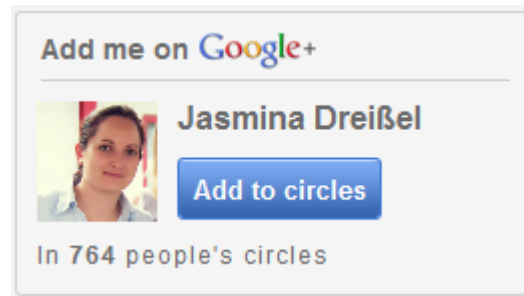 Add me on Google+
Jasmina Dreißel
Add to circles
In 764 people's circles